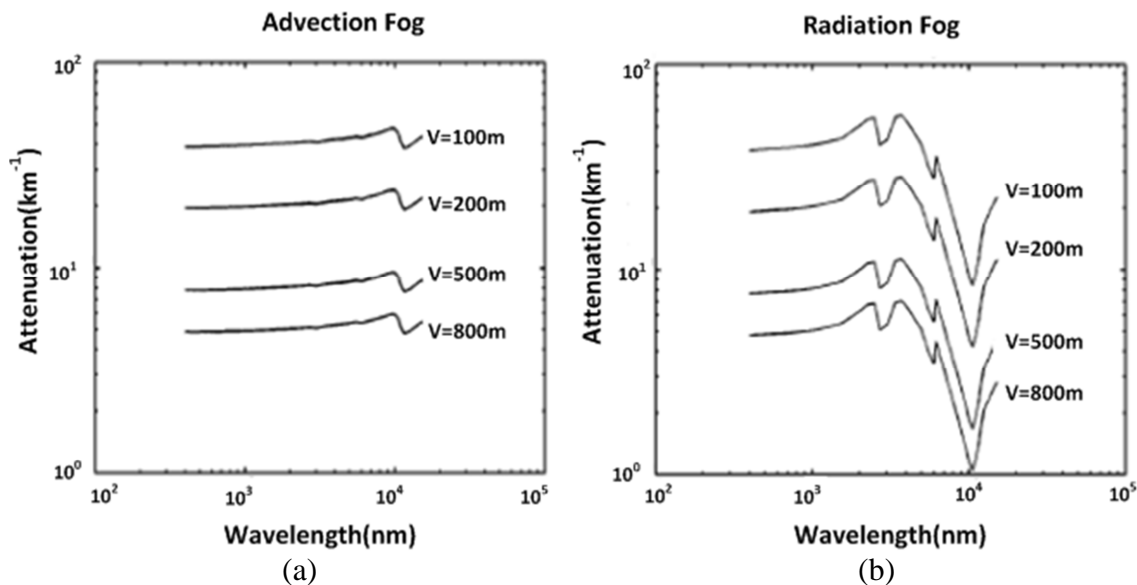 Advection Fog
10²
V=100m
V=200m
10¹
V=500m
V=800m
10⁰
10² 10³ 10⁴ 10⁵
Attenuation(km⁻¹)
Wavelength(nm)
(a)
Radiation Fog
10²
V=100m
V=200m
10¹
V=500m
V=800m
10⁰
10² 10³ 10⁴ 10⁵
Attenuation(km⁻¹)
Wavelength(nm)
(b)